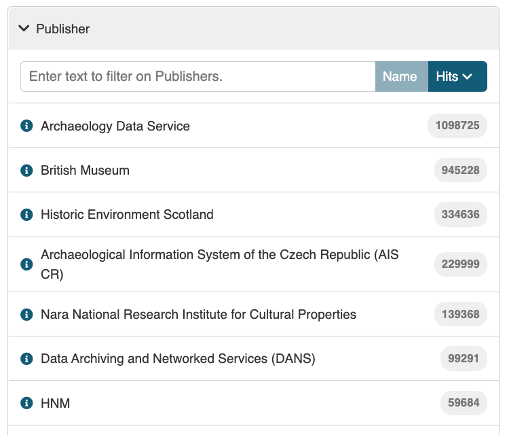 Publisher
Enter text to filter on Publishers.
Name
Hits
Archaeology Data Service 1098725
British Museum 945228
Historic Environment Scotland 334636
Archaeological Information System of the Czech Republic (AIS
CR) 229999
Nara National Research Institute for Cultural Properties 139368
Data Archiving and Networked Services (DANS) 99291
HNM 59684